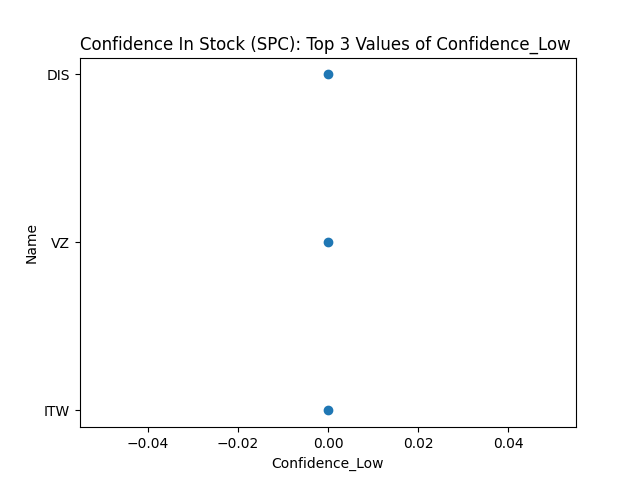 Confidence In Stock (SPC): Top 3 Values of Confidence_Low
DIS
VZ
ITW
Name
−0.04 −0.02 0.00 0.02 0.04
Confidence_Low